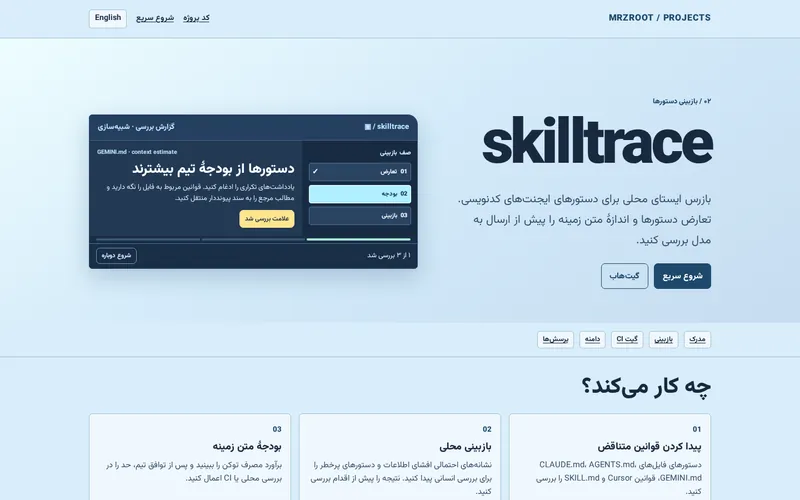 MRZROOT / PROJECTS
کد پروژه
شروع سریع
English
۰۲ / بازبینی دستورها
skilltrace
بازرس ایستای محلی برای دستورهای ایجنت‌های کدنویسی.
تعارض دستورها و اندازهٔ متن زمینه را پیش از ارسال به
مدل بررسی کنید.
شروع سریع
گیت‌هاب
▣ / skilltrace
گزارش بررسی · شبیه‌سازی
صف بازبینی
01 تعارض ✓
02 بودجه
03 بازبینی
GEMINI.md · context estimate
دستورها از بودجهٔ تیم بیشترند
یادداشت‌های تکراری را ادغام کنید. قوانین مربوط به فایل را نگه دارید و
مطالب مرجع را به سند پیونددار منتقل کنید.
علامت بررسی شد
۱ از ۳ بررسی شد
شروع دوباره
مدرک
بازبینی
گیت CI
دامنه
پرسش‌ها
چه کار می‌کند؟
01
پیدا کردن قوانین متناقض
دستورهای فایل‌های CLAUDE.md، AGENTS.md،
GEMINI.md، قوانین Cursor و SKILL.md را بررسی
کنید.
02
بازبینی محلی
نشانه‌های احتمالی افشای اطلاعات و دستورهای پرخطر را
برای بررسی انسانی پیدا کنید. نتیجه را پیش از اقدام بررسی
کنید.
03
بودجهٔ متن زمینه
برآورد مصرف توکن را ببینید و پس از توافق تیم، حد را در
بررسی محلی یا CI اعمال کنید.